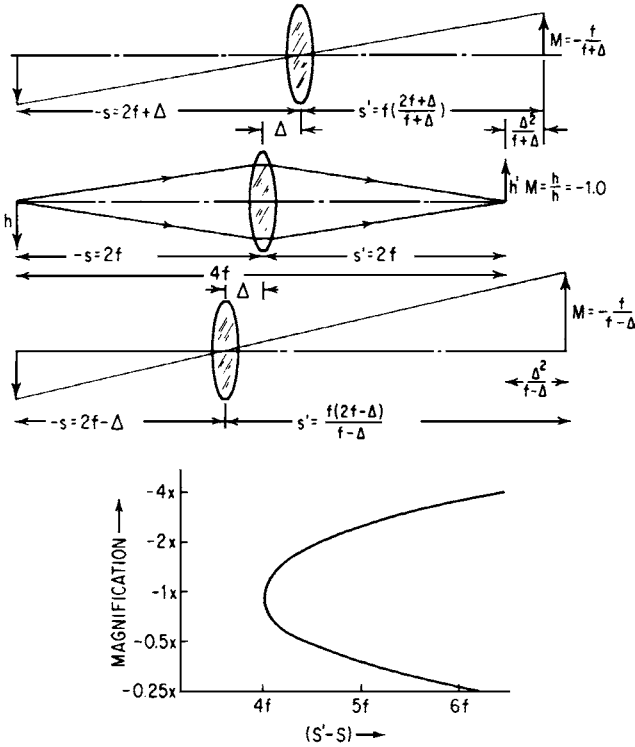 M=-f/(f+Δ)
-s=2f+Δ
s'=f((2f+Δ)/(f+Δ))
Δ
Δ²/(f+Δ)
h
h' M=h/h=-1.0
-s=2f
s'=2f
4f
Δ
M=-f/(f-Δ)
Δ²/(f-Δ)
-s=2f-Δ
s'=f(2f-Δ)/(f-Δ)
-4x
-2x
-1x
-0.5x
-0.25x
MAGNIFICATION
4f 5f 6f
(S'-S)